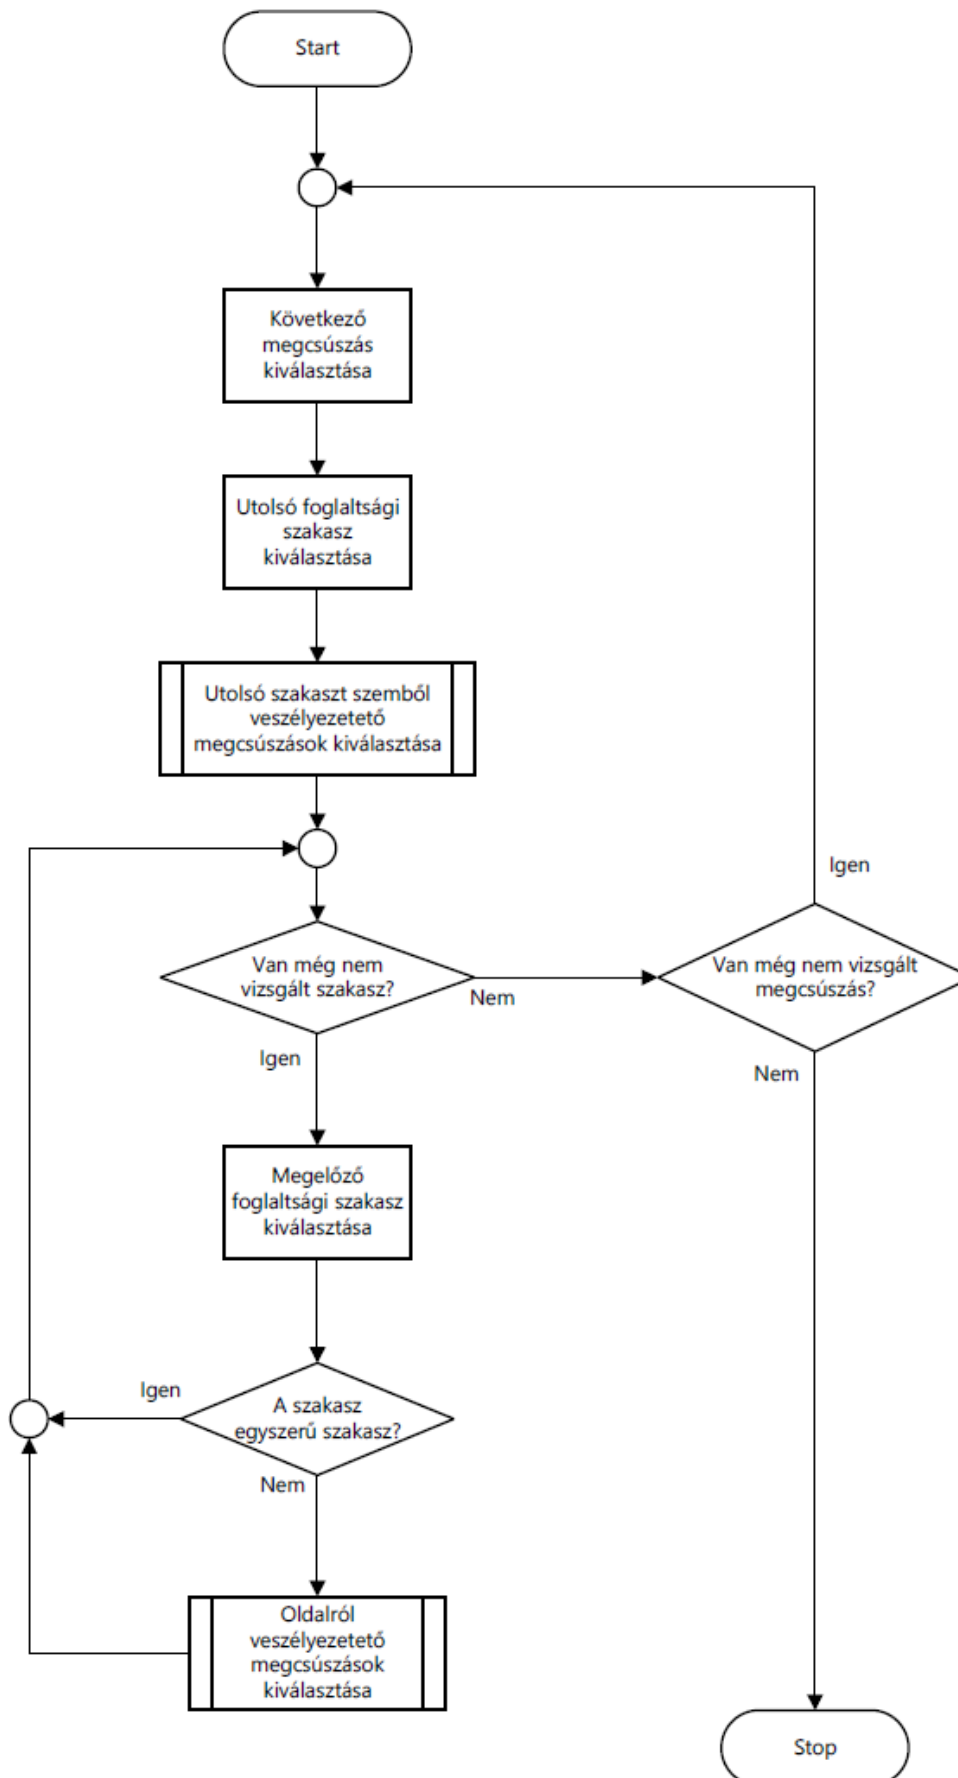 Start
Következő
megcsúszás
kiválasztása
Utolsó foglaltsági
szakasz
kiválasztása
Utolsó szakaszt szemből
veszélyezetető
megcsúszások kiválasztása
Igen
Van még nem
vizsgált szakasz?
Nem
Van még nem vizsgált
megcsúszás?
Igen
Nem
Megelőző
foglaltsági szakasz
kiválasztása
Igen
A szakasz
egyszerű szakasz?
Nem
Oldalról
veszélyezetető
megcsúszások
kiválasztása
Stop